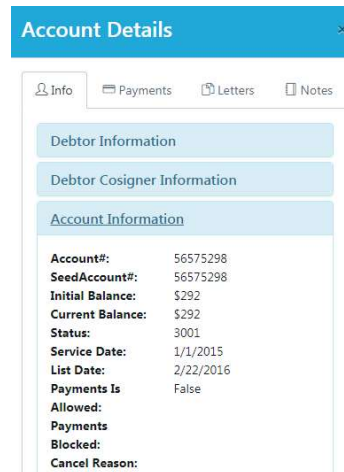 Account Details ×
Info Payments Letters Notes
Debtor Information
Debtor Cosigner Information
Account Information
Account#: 56575298
SeedAccount#: 56575298
Initial Balance: $292
Current Balance: $292
Status: 3001
Service Date: 1/1/2015
List Date: 2/22/2016
Payments Is False
Allowed:
Payments
Blocked:
Cancel Reason: